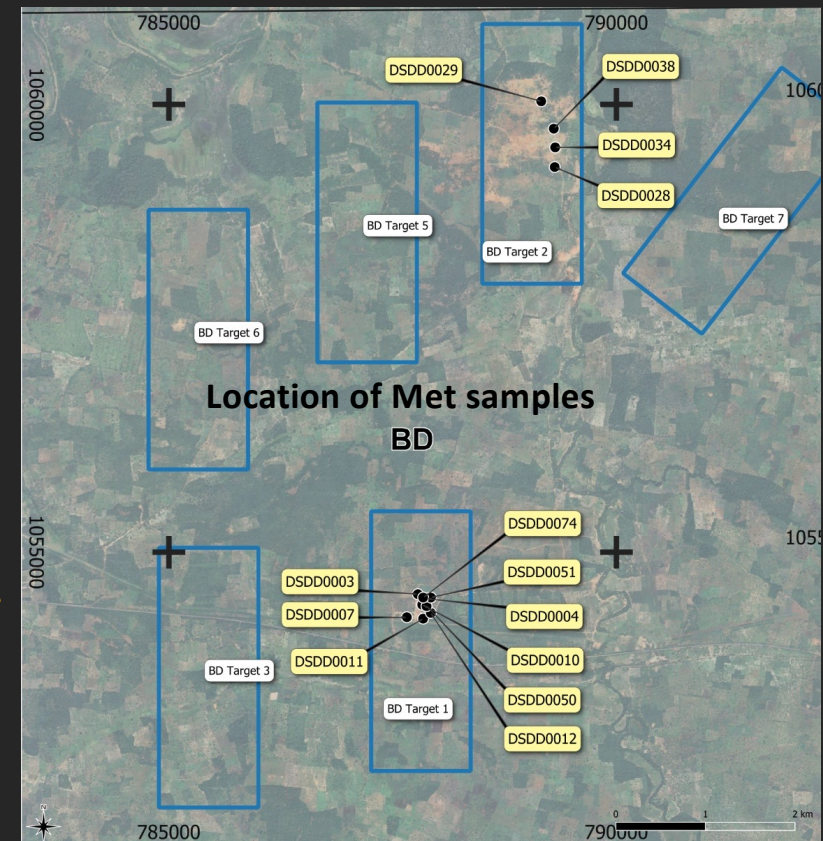 785000
790000
DSDD0029
DSDD0038
1060000
1060
DSDD0034
DSDD0028
BD Target 5
BD Target 2
BD Target 7
BD Target 6
Location of Met samples
BD
1055000
1055
DSDD0074
DSDD0003
DSDD0051
DSDD0007
DSDD0004
DSDD0011
DSDD0010
BD Target 3
DSDD0050
BD Target 1
DSDD0012
N
0 1 2 km
785000
790000